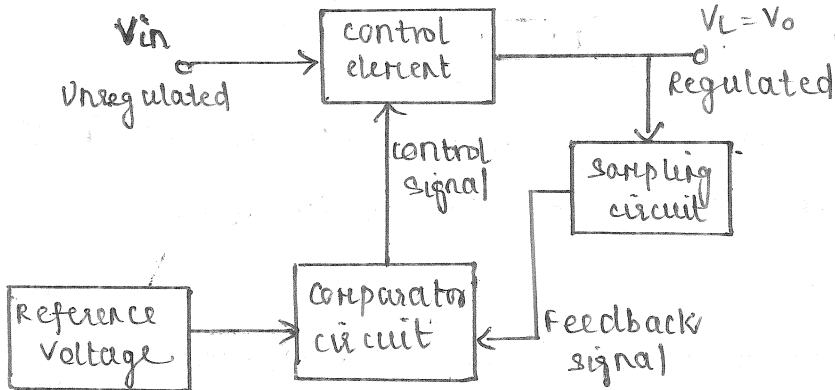 Vin
Unregulated
control
element
VL = Vo
Regulated
control
signal
sampling
circuit
Reference
Voltage
comparator
circuit
Feedback
signal